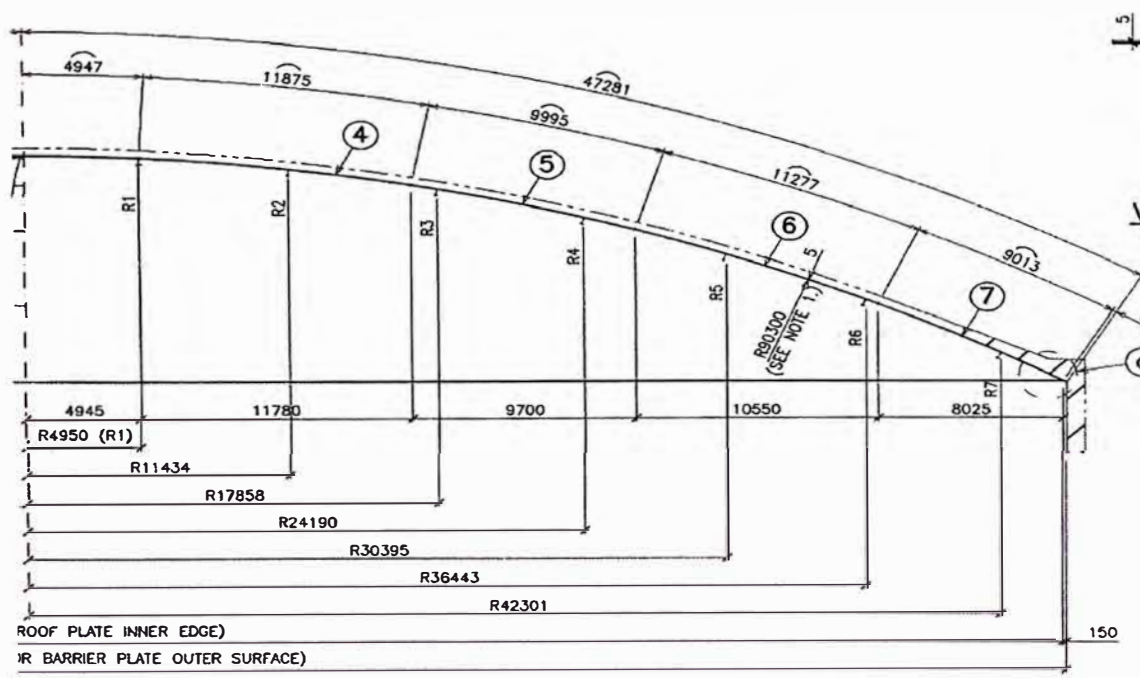 5
4947
11875
47281
9995
4
5
11277
6
5
9013
7
R1
R2
R3
R4
R5
R90300
(SEE NOTE 1.)
R6
R7
4945
11780
9700
10550
8025
R4950 (R1)
R11434
R17858
R24190
R30395
R36443
R42301
ROOF PLATE INNER EDGE)
150
OR BARRIER PLATE OUTER SURFACE)